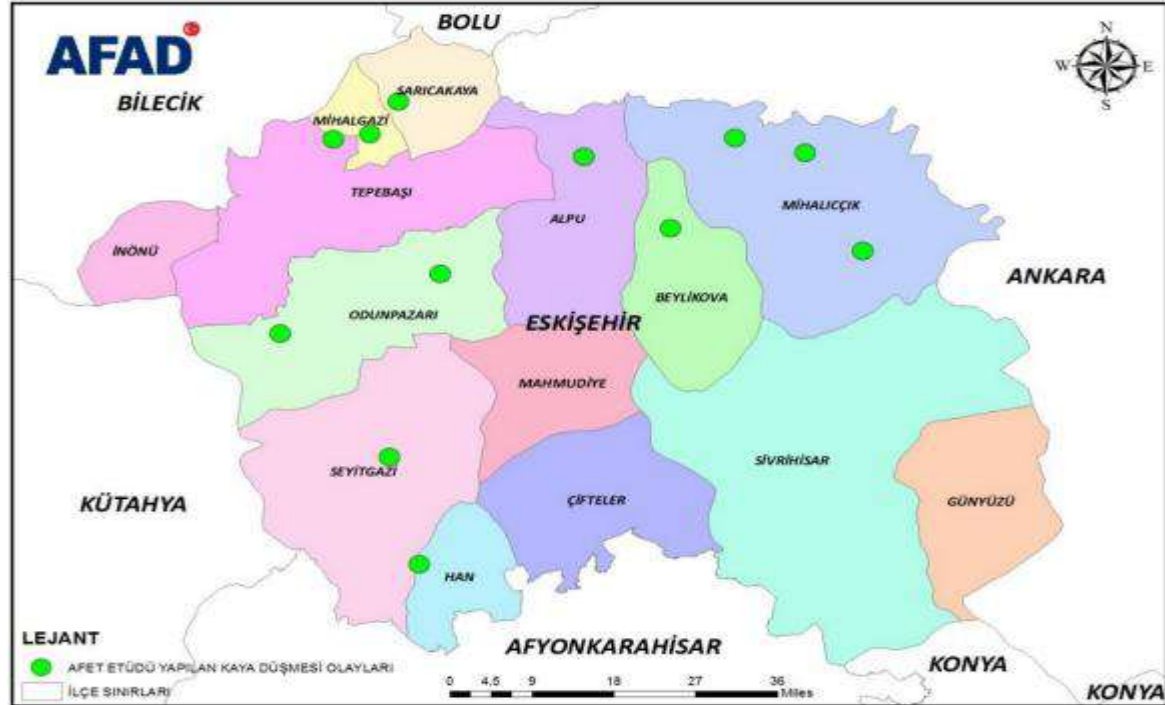 BOLU
AFAD
N
W E
S
BİLECİK
SARICAKAYA
MİHALGAZİ
TEPEBAŞI
MİHALIÇÇIK
ALPU
İNÖNÜ
ANKARA
BEYLİKOVA
ODUNPAZARI
ESKİŞEHİR
MAHMUDİYE
SİVRİHİSAR
SEYİTGAZİ
KÜTAHYA
ÇİFTELER
GÜNYÜZÜ
HAN
LEJANT
AFYONKARAHİSAR
AFET ETÜDÜ YAPILAN KAYA DÜŞMESİ OLAYLARI
KONYA
İLÇE SINIRLARI
0 4,5 9 18 27 36
Miles
KONYA